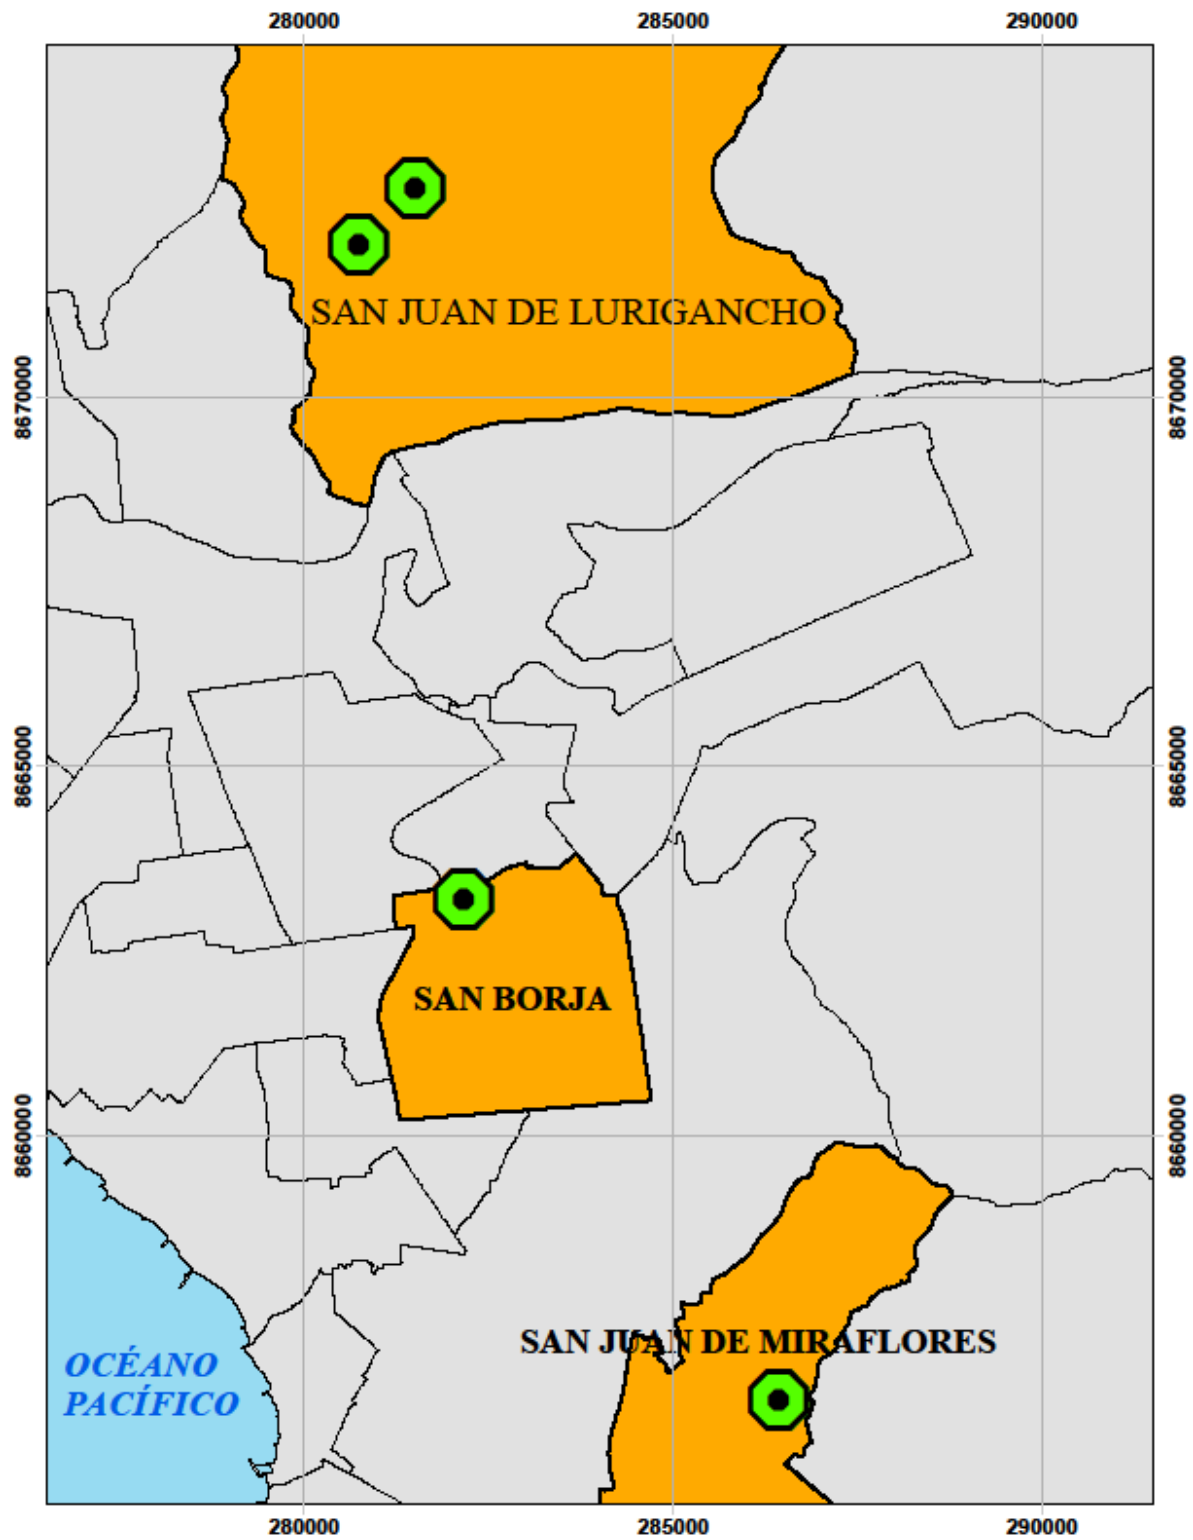 280000 285000 290000
SAN JUAN DE LURIGANCHO
8670000 8670000
8665000 8665000
SAN BORJA
8660000 8660000
SAN JUAN DE MIRAFLORES
OCÉANO
PACÍFICO
280000 285000 290000